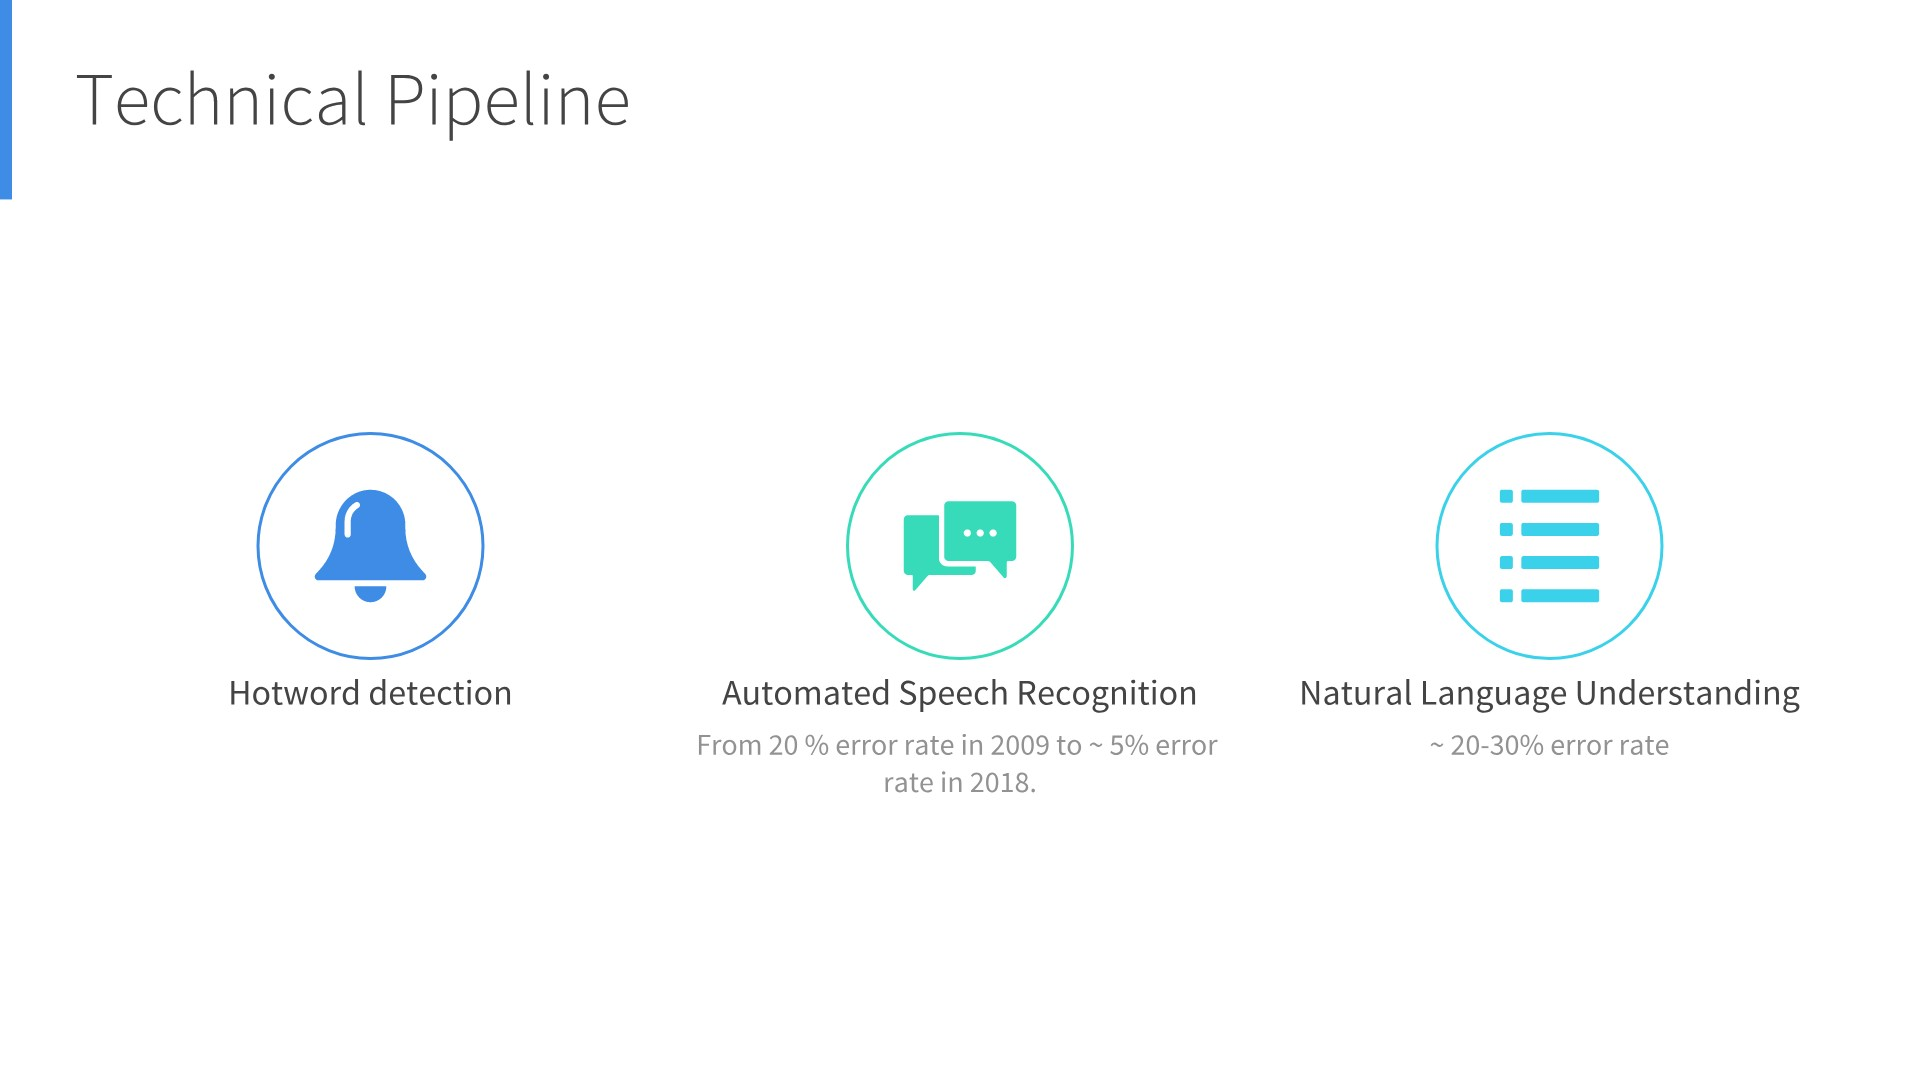 Technical Pipeline
Hotword detection
Automated Speech Recognition
From 20 % error rate in 2009 to ~ 5% error
rate in 2018.
Natural Language Understanding
~ 20-30% error rate